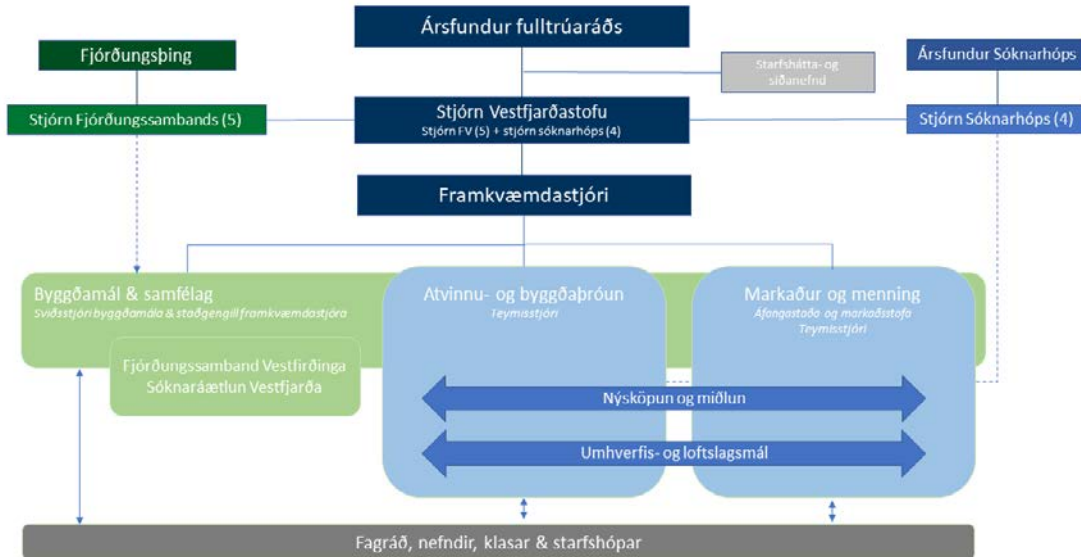 Ársfundur fulltrúaráðs
Fjórðungsþing
Starfshátta- og
siðanefnd
Ársfundur Sóknarhóps
Stjórn Fjórðungssambands (5)
Stjórn Vestfjarðastofu
Stjórn FV (5) + stjórn sóknarhóps (4)
Stjórn Sóknarhóps (4)
Framkvæmdastjóri
Byggðamál & samfélag
Sviðsstjóri byggðamála & staðgengill framkvæmdastjóra
Atvinnu- og byggðaþróun
Teymisstjóri
Markaður og menning
Áfangastaða og markaðsstofa
Teymisstjóri
Fjórðungssamband Vestfirðinga
Sóknaráætlun Vestfjarða
Nýsköpun og miðlun
Umhverfis- og loftslagsmál
Fagráð, nefndir, klasar & starfshópar